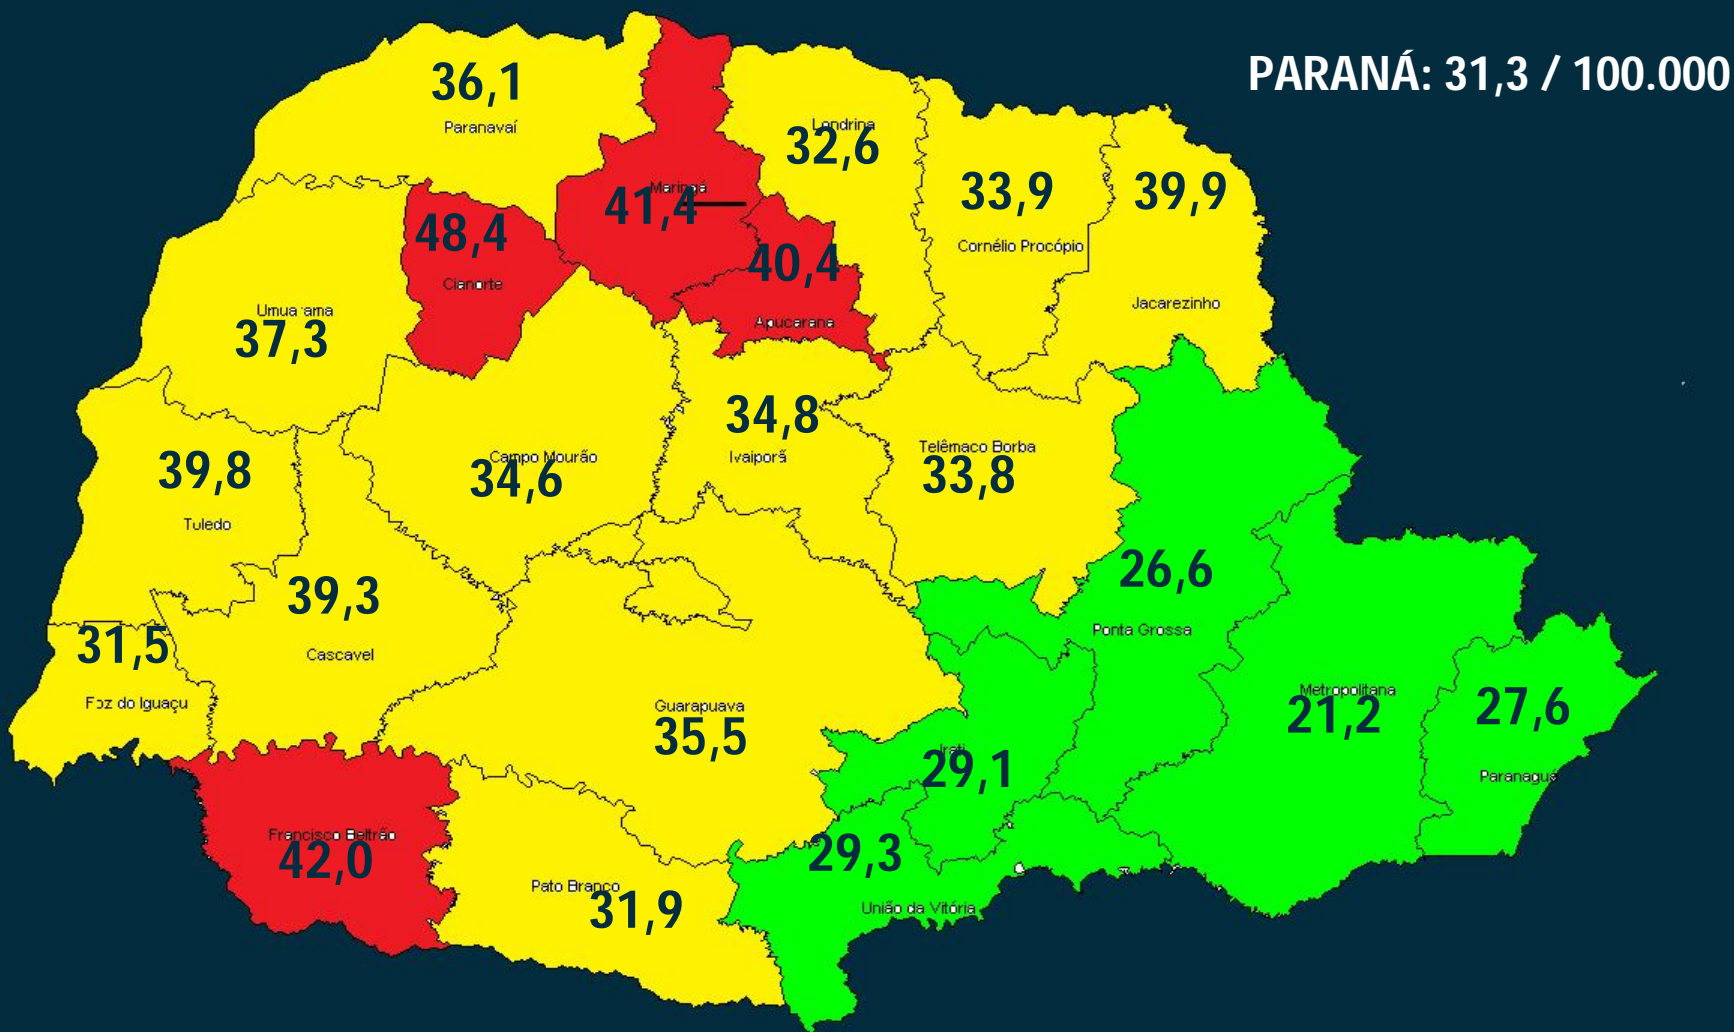 PARANÁ: 31,3 / 100.000
36,1
Paranavaí
Londrina
32,6
Maringá
41,4
33,9
Cornélio Procópio
39,9
Jacarezinho
48,4
Cianorte
40,4
Apucarana
Umuarama
37,3
34,8
Ivaiporã
Campo Mourão
34,6
Telêmaco Borba
33,8
39,8
Tuledo
26,6
Ponta Grossa
39,3
Cascavel
31,5
Foz do Iguaçu
Guarapuava
35,5
Metropolitana
21,2
27,6
Paranaguá
Irati
29,1
Francisco Beltrão
42,0
29,3
União da Vitória
Pato Branco
31,9